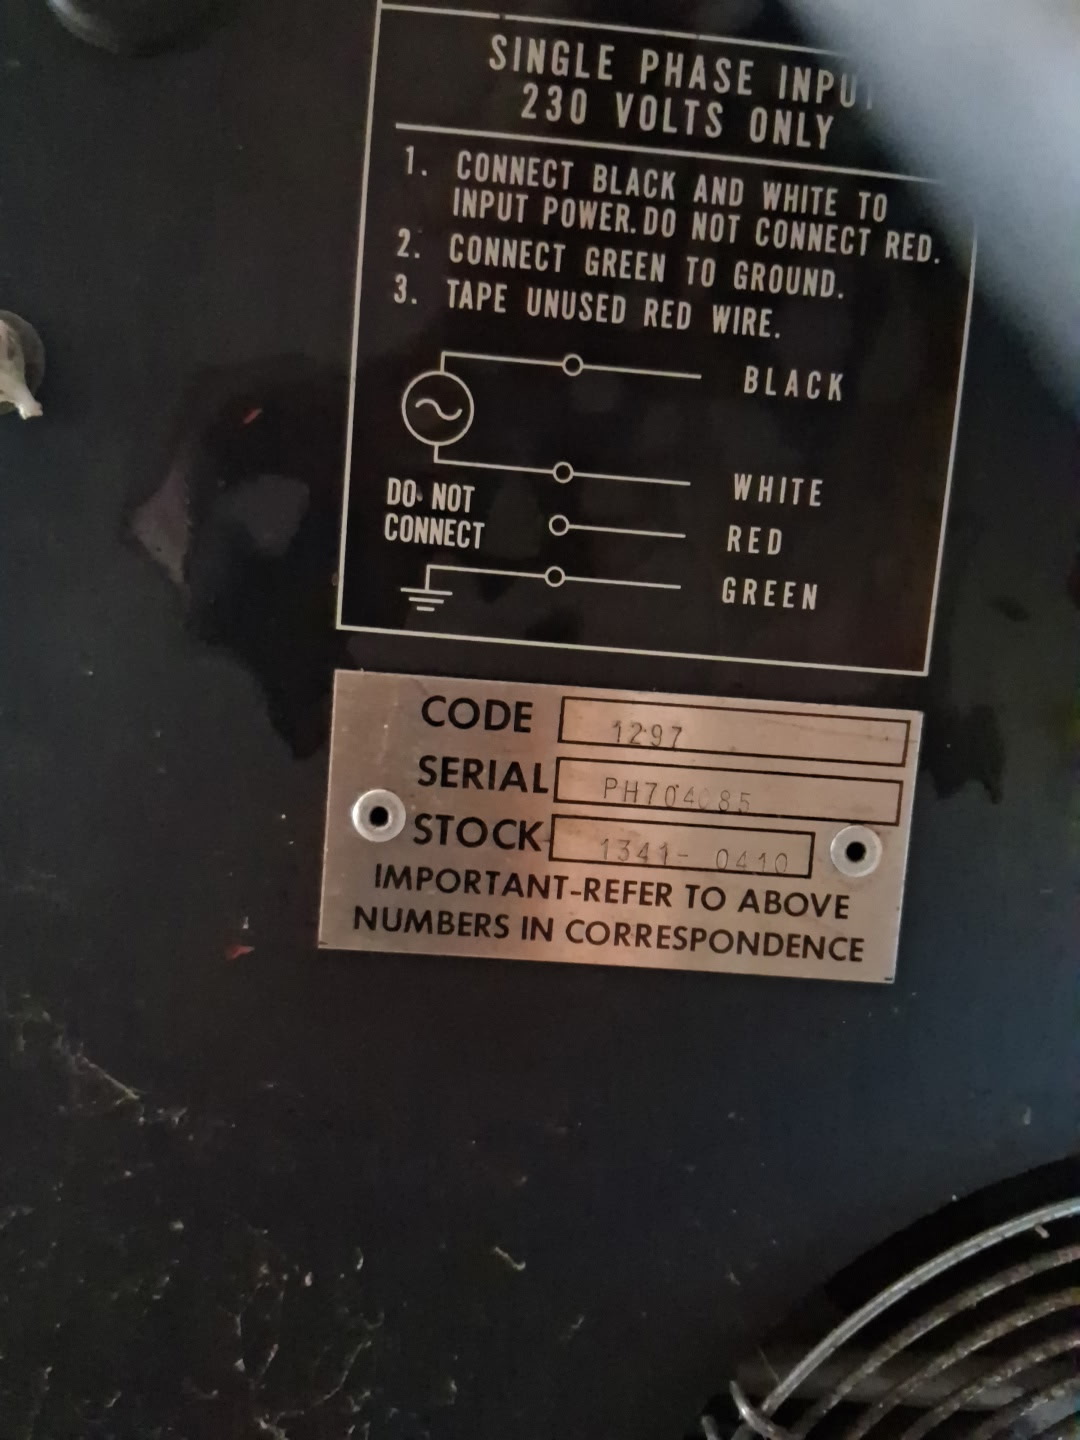 SINGLE PHASE
230 VOLTS ONLY
1. CONNECT BLACK AND WHITE TO
INPUT POWER. DO NOT CONNECT RED.
2. CONNECT GREEN TO GROUND.
3. TAPE UNUSED RED WIRE.
BLACK
WHITE
DO NOT
CONNECT
RED
GREEN
CODE 1297
SERIAL
STOCK 1341- 0410
IMPORTANT-REFER TO ABOVE
NUMBERS IN CORRESPONDENCE